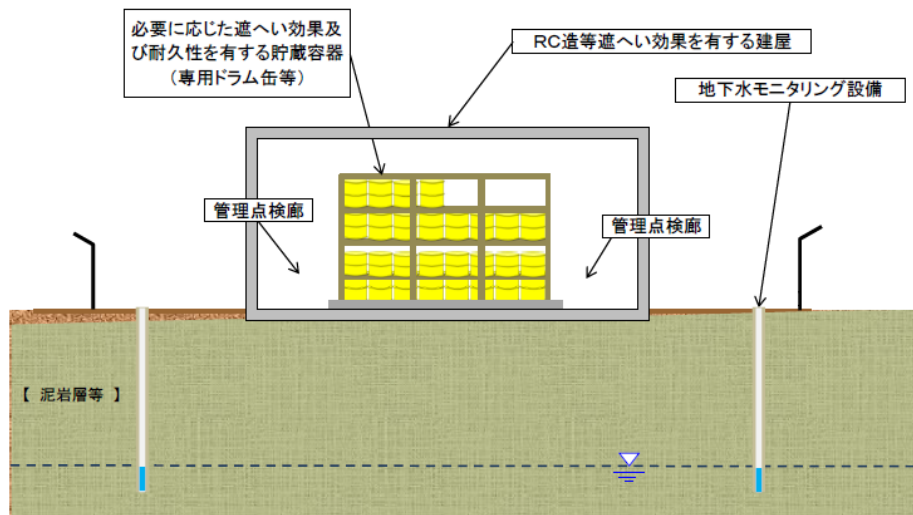 必要に応じた遮へい効果及
び耐久性を有する貯蔵容器
（専用ドラム缶等）
RC造等遮へい効果を有する建屋
地下水モニタリング設備
管理点検廊
管理点検廊
【 泥岩層等 】